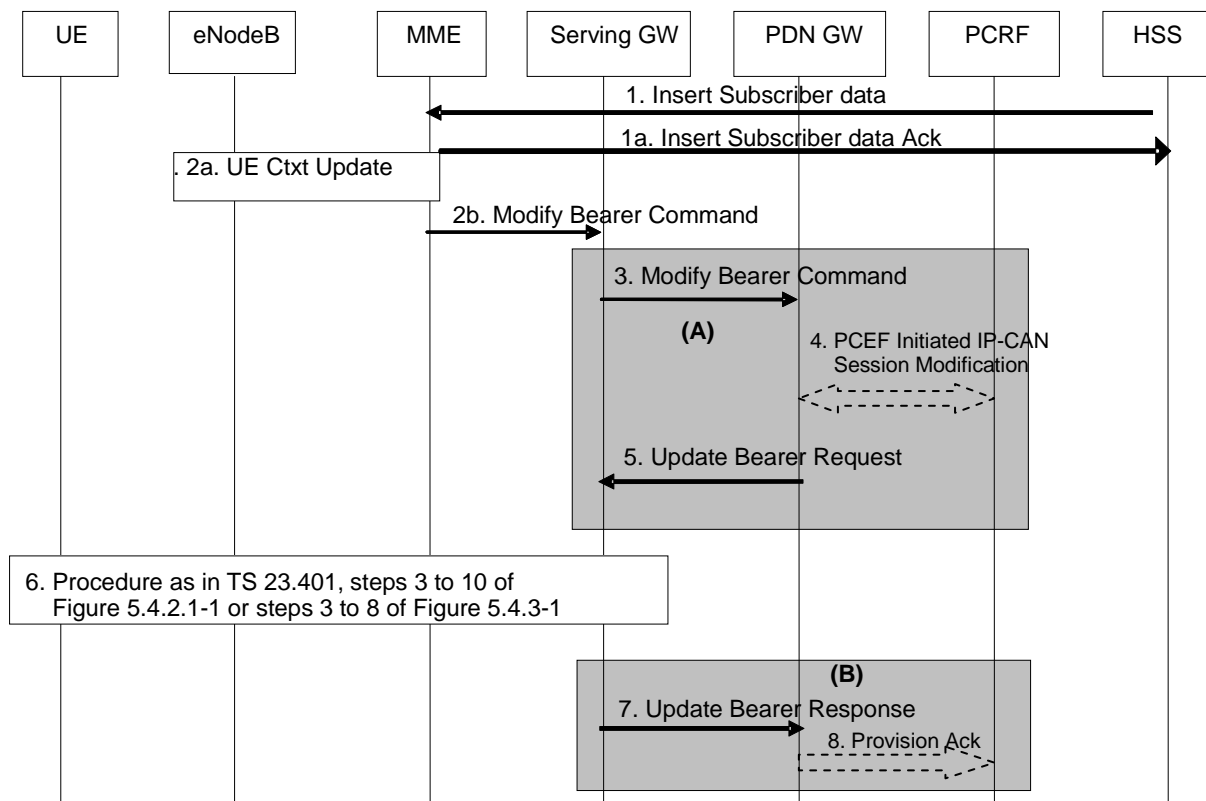 UE
eNodeB
MME
Serving GW
PDN GW
PCRF
HSS
1. Insert Subscriber data
1a. Insert Subscriber data Ack
. 2a. UE Ctxt Update
2b. Modify Bearer Command
3. Modify Bearer Command
(A)
4. PCEF Initiated IP-CAN
Session Modification
5. Update Bearer Request
6. Procedure as in TS 23.401, steps 3 to 10 of
Figure 5.4.2.1-1 or steps 3 to 8 of Figure 5.4.3-1
(B)
7. Update Bearer Response
8. Provision Ack